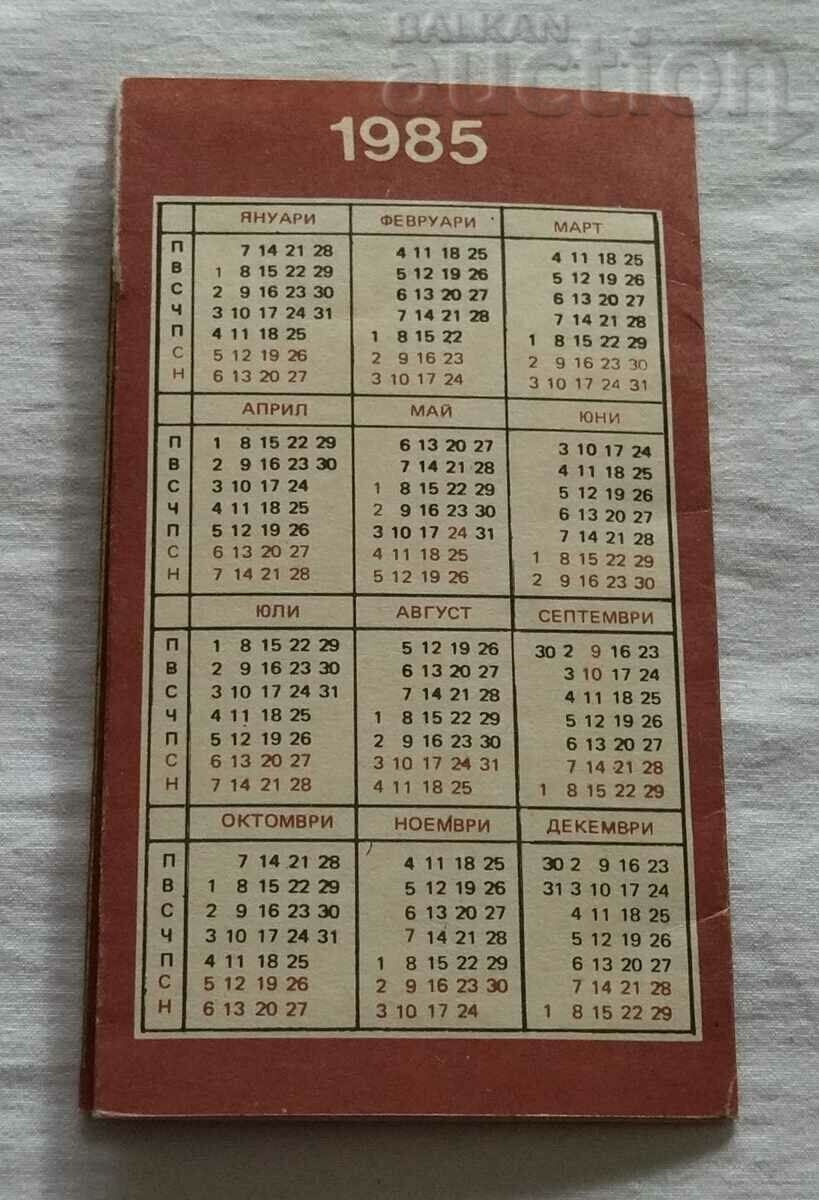 BALKAN
auction
1985
ЯНУАРИ ФЕВРУАРИ МАРТ
П 7 14 21 28 4 11 18 25 4 11 18 25
В 1 8 15 22 29 5 12 19 26 5 12 19 26
С 2 9 16 23 30 6 13 20 27 6 13 20 27
Ч 3 10 17 24 31 7 14 21 28 7 14 21 28
П 4 11 18 25 1 8 15 22 1 8 15 22 29
С 5 12 19 26 2 9 16 23 2 9 16 23 30
Н 6 13 20 27 3 10 17 24 3 10 17 24 31
АПРИЛ МАЙ ЮНИ
П 1 8 15 22 29 6 13 20 27 3 10 17 24
В 2 9 16 23 30 7 14 21 28 4 11 18 25
С 3 10 17 24 1 8 15 22 29 5 12 19 26
Ч 4 11 18 25 2 9 16 23 30 6 13 20 27
П 5 12 19 26 3 10 17 24 31 7 14 21 28
С 6 13 20 27 4 11 18 25 1 8 15 22 29
Н 7 14 21 28 5 12 19 26 2 9 16 23 30
ЮЛИ АВГУСТ СЕПТЕМВРИ
П 1 8 15 22 29 5 12 19 26 30 2 9 16 23
В 2 9 16 23 30 6 13 20 27 3 10 17 24
С 3 10 17 24 31 7 14 21 28 4 11 18 25
Ч 4 11 18 25 1 8 15 22 29 5 12 19 26
П 5 12 19 26 2 9 16 23 30 6 13 20 27
С 6 13 20 27 3 10 17 24 31 7 14 21 28
Н 7 14 21 28 4 11 18 25 1 8 15 22 29
ОКТОМВРИ НОЕМВРИ ДЕКЕМВРИ
П 7 14 21 28 4 11 18 25 30 2 9 16 23
В 1 8 15 22 29 5 12 19 26 31 3 10 17 24
С 2 9 16 23 30 6 13 20 27 4 11 18 25
Ч 3 10 17 24 31 7 14 21 28 5 12 19 26
П 4 11 18 25 1 8 15 22 29 6 13 20 27
С 5 12 19 26 2 9 16 23 30 7 14 21 28
Н 6 13 20 27 3 10 17 24 1 8 15 22 29